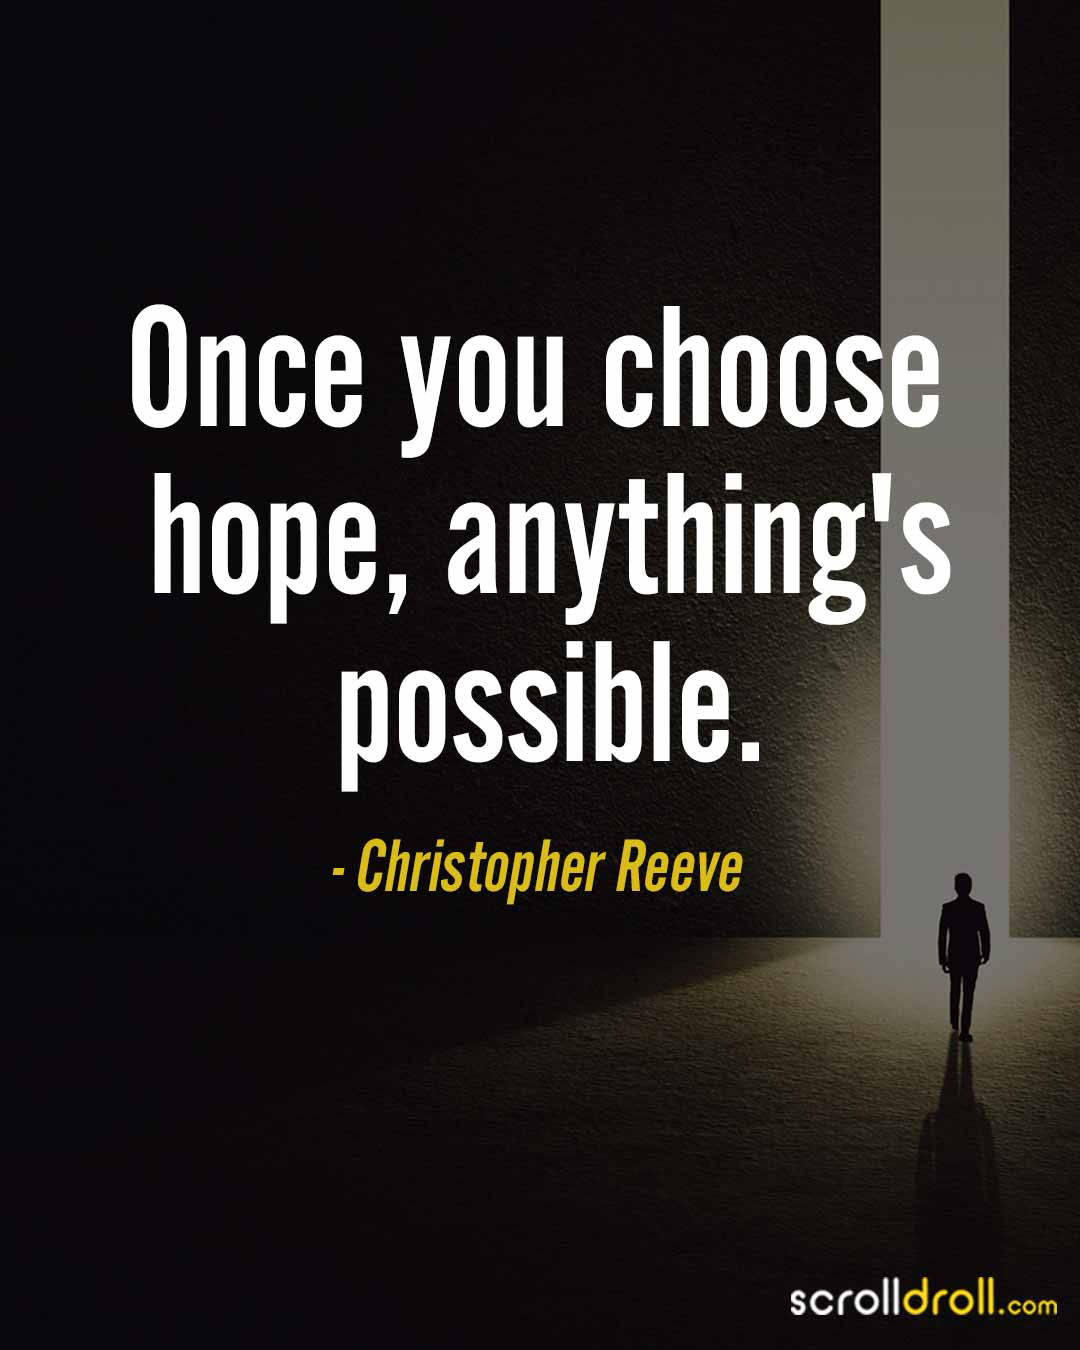 Once you choose
hope, anything's
possible.
- Christopher Reeve
scrolldroll.com